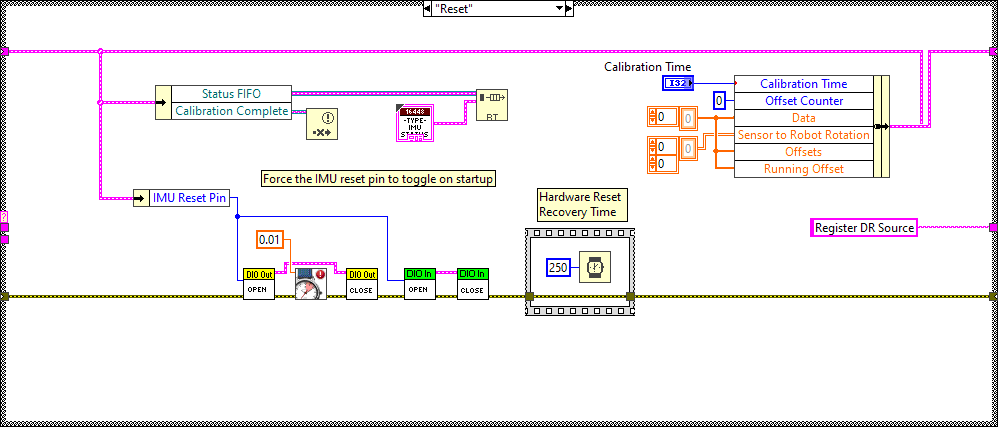 "Reset"
Calibration Time
Status FIFO
Calibration Complete
16448
-TYPE-
IMU
STATUS
RT
I32
Calibration Time
0
Offset Counter
0
0
Data
Sensor to Robot Rotation
0
0
0
Offsets
Running Offset
Force the IMU reset pin to toggle on startup
IMU Reset Pin
Hardware Reset
Recovery Time
Register DR Source
0.01
250
DIO Out
OPEN
DIO Out
CLOSE
DIO In
OPEN
DIO In
CLOSE